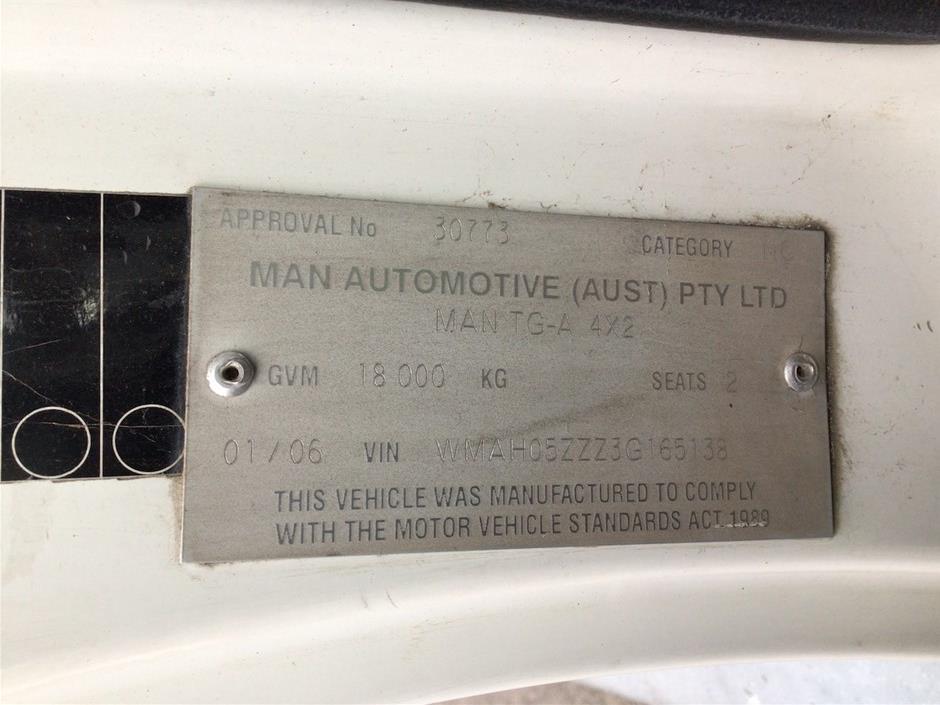 APPROVAL No 30773 CATEGORY NC
MAN AUTOMOTIVE (AUST) PTY LTD
MAN TG-A 4X2
GVM 18 000 KG SEATS 2
01/06 VIN WMAH05ZZZ3G165138
THIS VEHICLE WAS MANUFACTURED TO COMPLY
WITH THE MOTOR VEHICLE STANDARDS ACT 1989